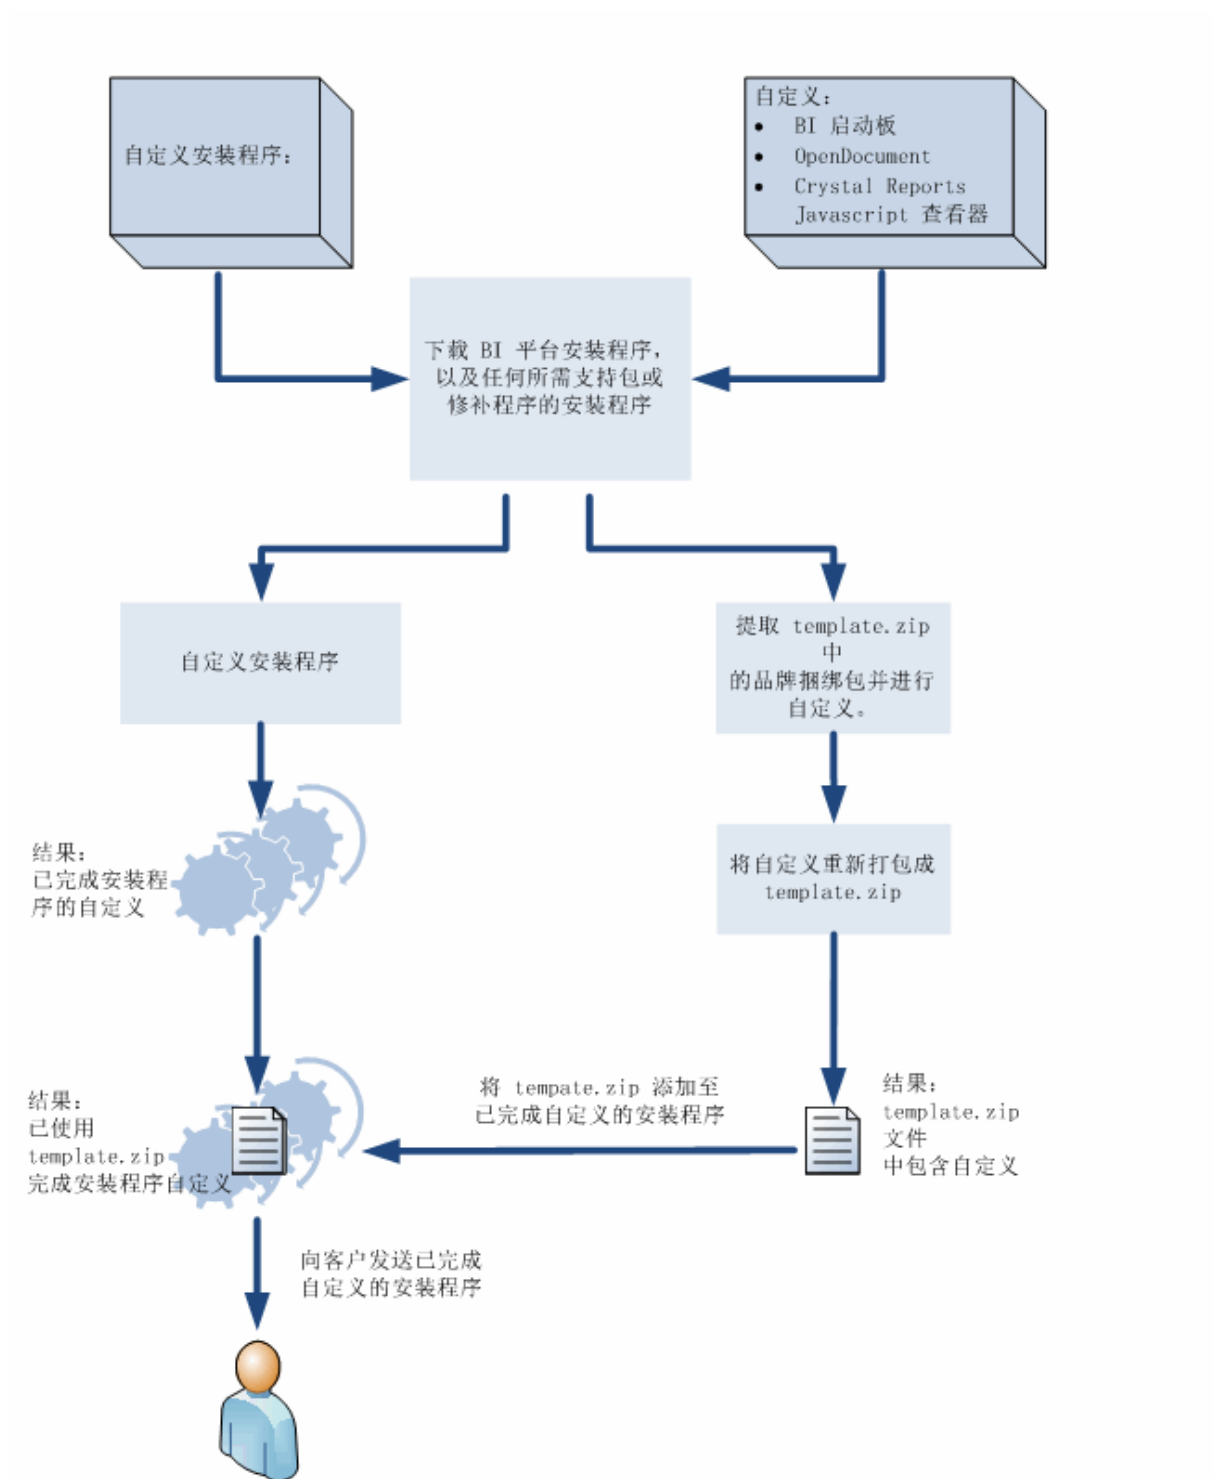 自定义安装程序：
自定义：
• BI 启动板
• OpenDocument
• Crystal Reports
Javascript 查看器
下载 BI 平台安装程序，
以及任何所需支持包或
修补程序的安装程序
自定义安装程序
提取 template.zip
中
的品牌捆绑包并进行
自定义。
结果：
已完成安装程
序的自定义
将自定义重新打包成
template.zip
结果：
已使用
template.zip
完成安装程序自定义
将 tempate.zip 添加至
已完成自定义的安装程序
结果：
template.zip
文件
中包含自定义
向客户发送已完成
自定义的安装程序